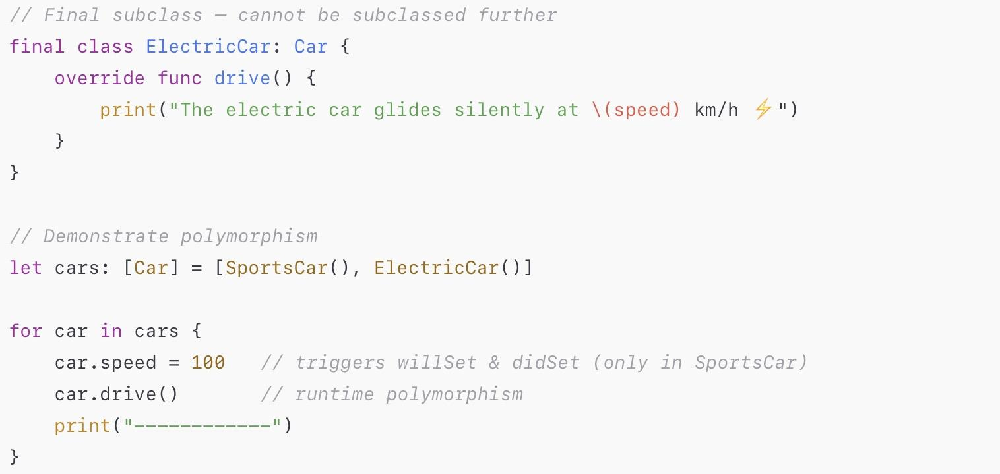 // Final subclass — cannot be subclassed further
final class ElectricCar: Car {
    override func drive() {
        print("The electric car glides silently at \(speed) km/h ⚡")
    }
}

// Demonstrate polymorphism
let cars: [Car] = [SportsCar(), ElectricCar()]

for car in cars {
    car.speed = 100   // triggers willSet & didSet (only in SportsCar)
    car.drive()       // runtime polymorphism
    print("————————————")
}